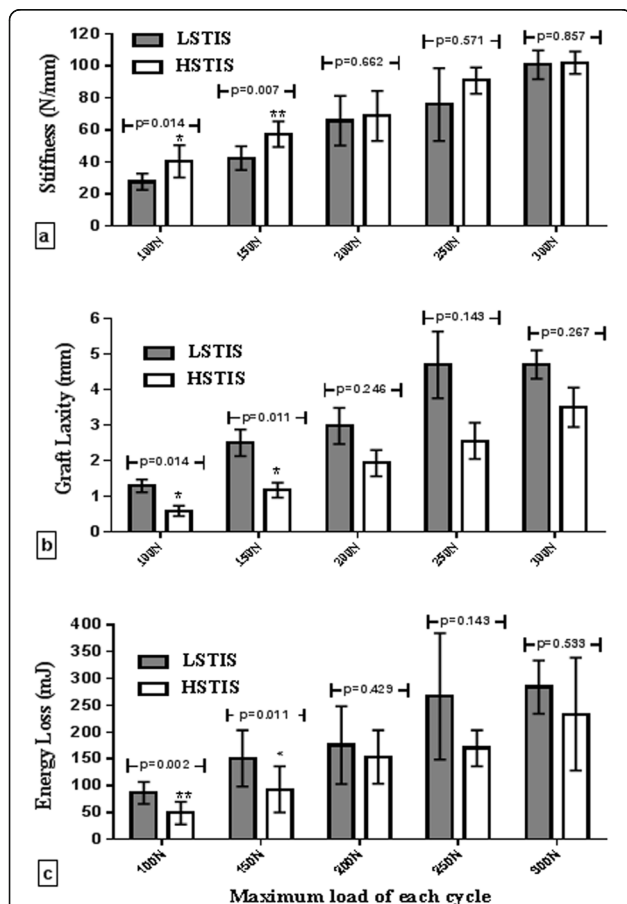 Stiffness (N/mm)
120
100
80
60
40
20
0
LSTIS
HSTIS
p=0.014
*
p=0.007
**
p=0.662
p=0.571
p=0.857
100N
150N
200N
250N
300N
a
Graft Laxity (mm)
6
5
4
3
2
1
0
LSTIS
HSTIS
p=0.014
*
p=0.011
*
p=0.246
p=0.143
p=0.267
100N
150N
200N
250N
300N
b
Energy Loss (mJ)
400
350
300
250
200
150
100
50
0
LSTIS
HSTIS
p=0.002
**
p=0.011
*
p=0.429
p=0.143
p=0.533
100N
150N
200N
250N
300N
c
Maximum load of each cycle